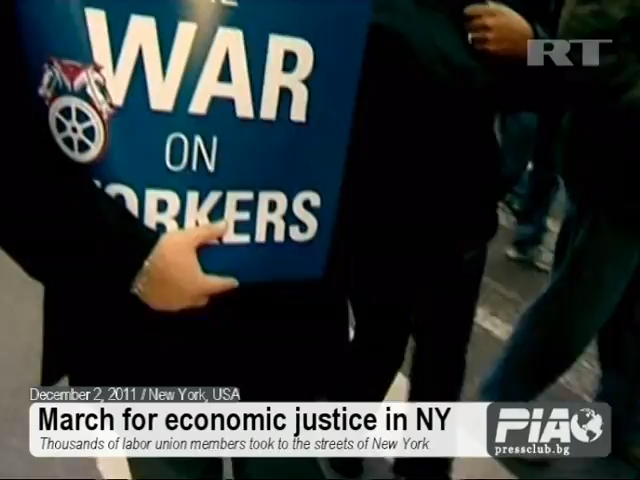 WAR
ON
WORKERS
RT
December 2, 2011 / New York, USA
March for economic justice in NY
Thousands of labor union members took to the streets of New York
PIA
pressclub.bg